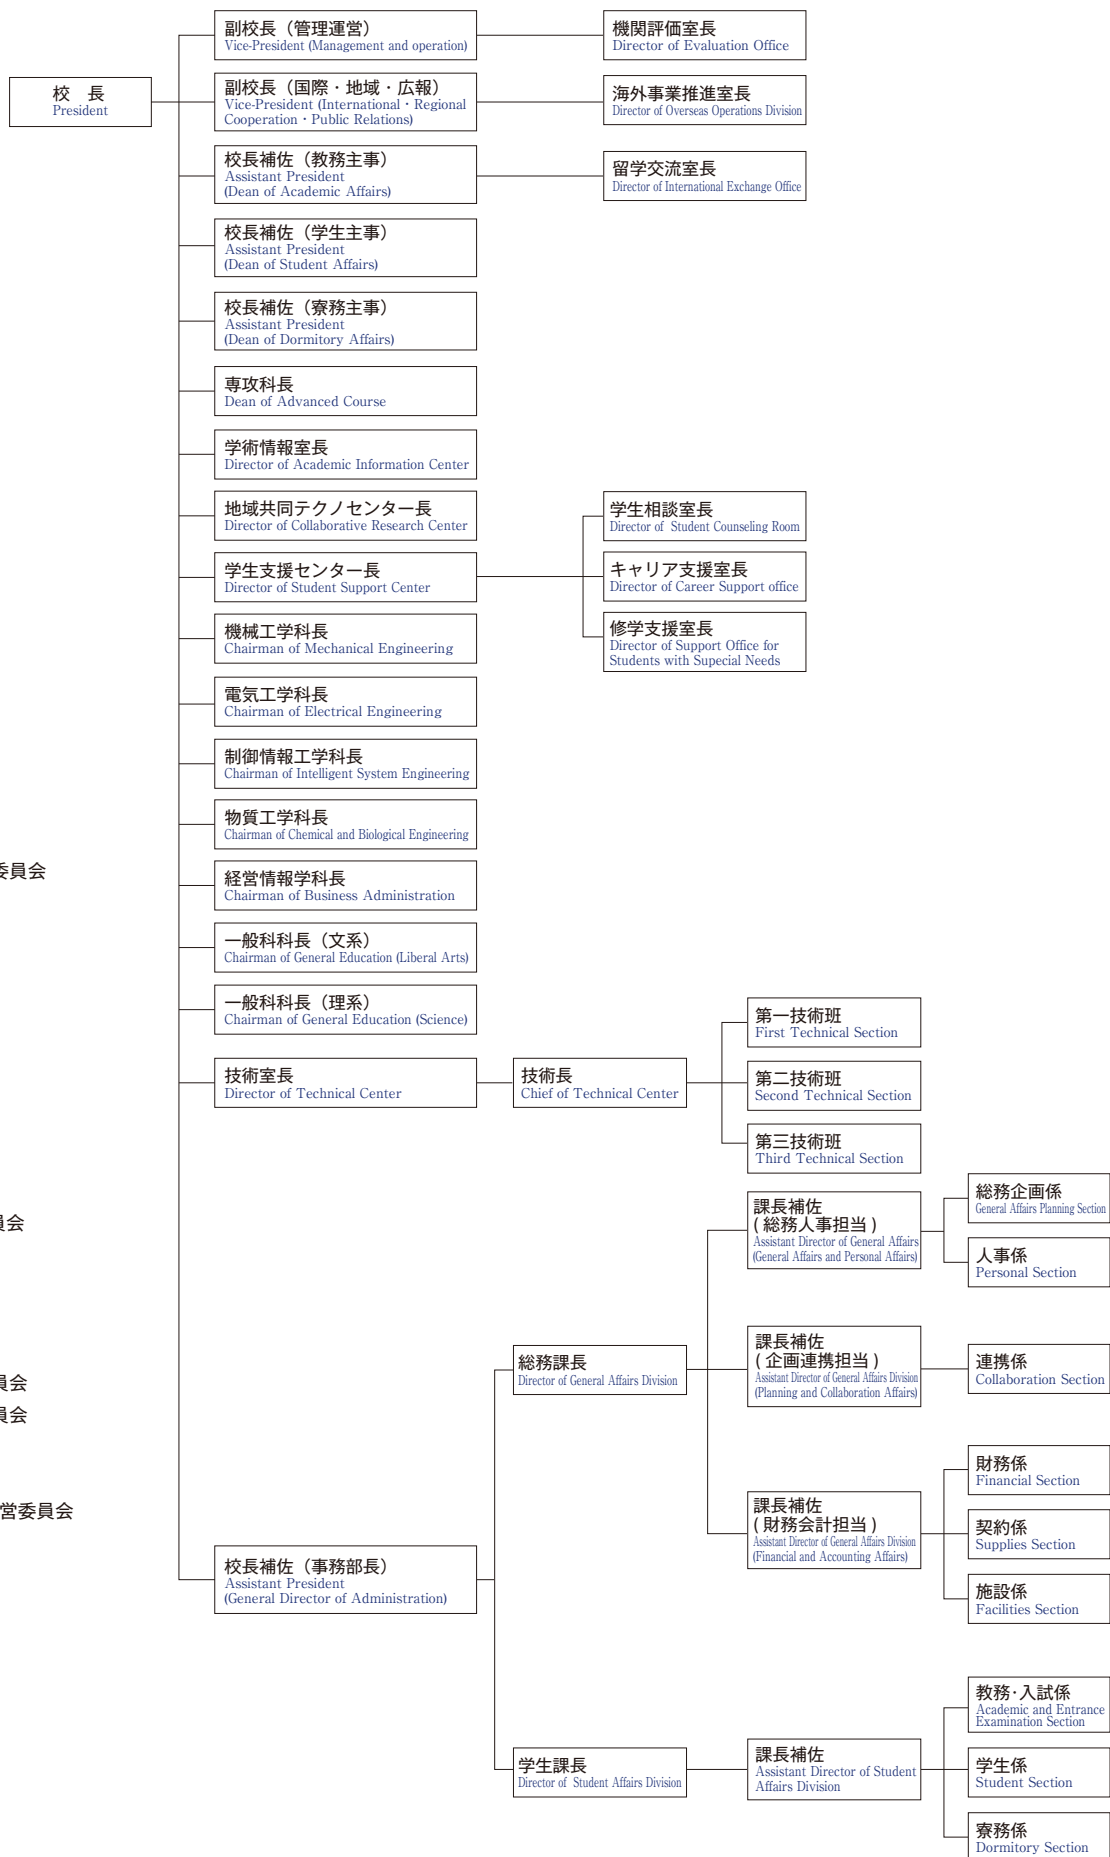 校 長
President
副校長（管理運営）
Vice-President (Management and operation)
機関評価室長
Director of Evaluation Office
副校長（国際・地域・広報）
Vice-President (International・Regional
Cooperation・Public Relations)
海外事業推進室長
Director of Overseas Operations Division
校長補佐（教務主事）
Assistant President
(Dean of Academic Affairs)
留学交流室長
Director of International Exchange Office
校長補佐（学生主事）
Assistant President
(Dean of Student Affairs)
校長補佐（寮務主事）
Assistant President
(Dean of Dormitory Affairs)
専攻科長
Dean of Advanced Course
学術情報室長
Director of Academic Information Center
地域共同テクノセンター長
Director of Collaborative Research Center
学生支援センター長
Director of Student Support Center
学生相談室長
Director of Student Counseling Room
キャリア支援室長
Director of Career Support office
修学支援室長
Director of Support Office for
Students with Supecial Needs
機械工学科長
Chairman of Mechanical Engineering
電気工学科長
Chairman of Electrical Engineering
制御情報工学科長
Chairman of Intelligent System Engineering
物質工学科長
Chairman of Chemical and Biological Engineering
委員会
経営情報学科長
Chairman of Business Administration
一般科科長（文系）
Chairman of General Education (Liberal Arts)
一般科科長（理系）
Chairman of General Education (Science)
技術室長
Director of Technical Center
技術長
Chief of Technical Center
第一技術班
First Technical Section
第二技術班
Second Technical Section
第三技術班
Third Technical Section
員会
員会
員会
営委員会
校長補佐（事務部長）
Assistant President
(General Director of Administration)
総務課長
Director of General Affairs Division
課長補佐
( 総務人事担当 )
Assistant Director of General Affairs
(General Affairs and Personal Affairs)
総務企画係
General Affairs Planning Section
人事係
Personal Section
課長補佐
( 企画連携担当 )
Assistant Director of General Affairs Division
(Planning and Collaboration Affairs)
連携係
Collaboration Section
課長補佐
( 財務会計担当 )
Assistant Director of General Affairs Division
(Financial and Accounting Affairs)
財務係
Financial Section
契約係
Supplies Section
施設係
Facilities Section
学生課長
Director of Student Affairs Division
課長補佐
Assistant Director of Student
Affairs Division
教務・入試係
Academic and Entrance
Examination Section
学生係
Student Section
寮務係
Dormitory Section